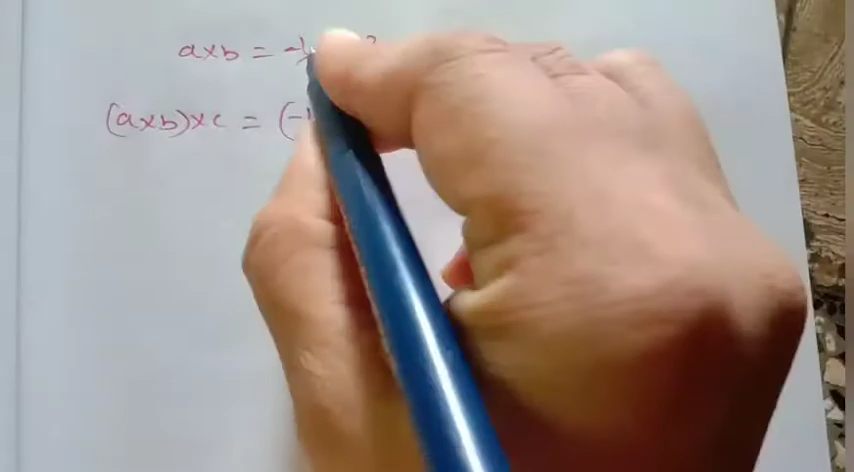 axb = -
(axb)xc = (-